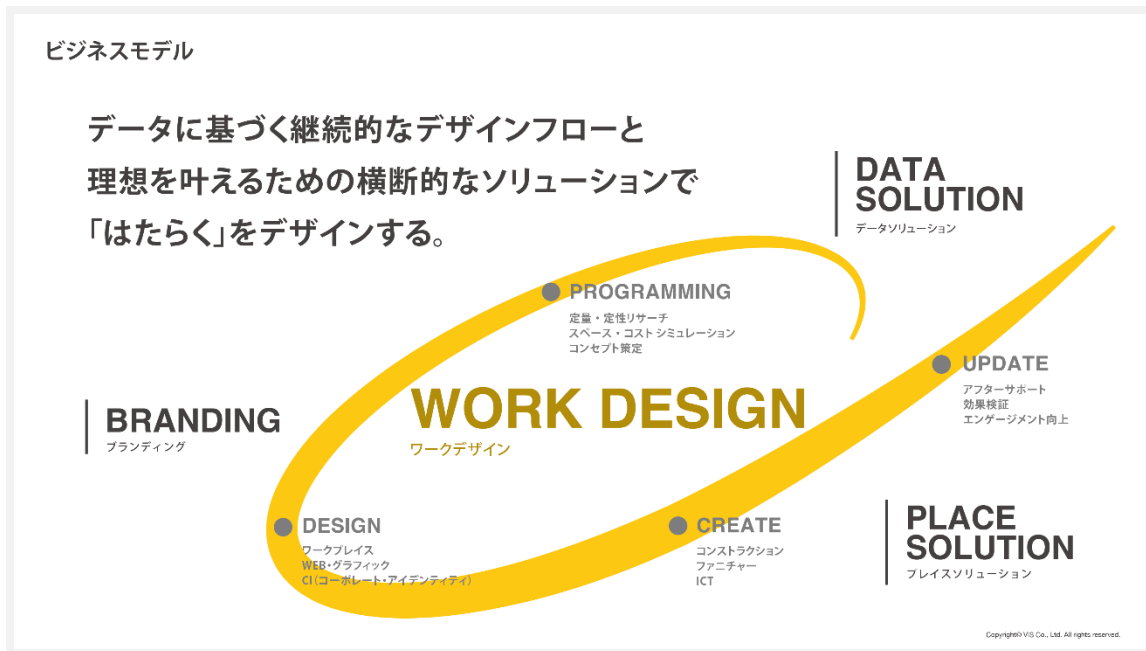 ビジネスモデル
データに基づく継続的なデザインフローと
理想を叶えるための横断的なソリューションで
「はたらく」をデザインする。
DATA
SOLUTION
データソリューション
PROGRAMMING
定量・定性リサーチ
スペース・コスト シミュレーション
コンセプト策定
UPDATE
アフターサポート
効果検証
エンゲージメント向上
WORK DESIGN
ワークデザイン
BRANDING
ブランディング
DESIGN
ワークプレイス
WEB・グラフィック
CI（コーポレート・アイデンティティ）
CREATE
コンストラクション
ファニチャー
ICT
PLACE
SOLUTION
プレイスソリューション
Copyright© VIS Co., Ltd. All rights reserved.